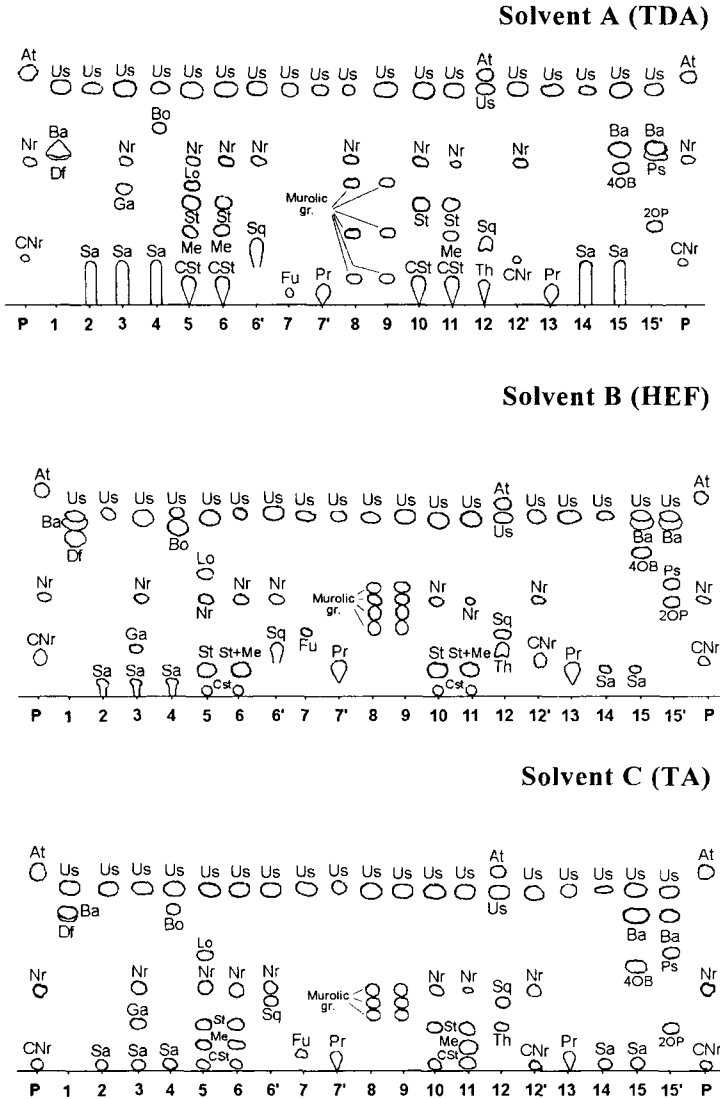 Solvent A (TDA)
At At At
Us Us Us Us Us Us Us Us Us Us Us Us Us Us Us Us Us Us
Us
Bo
Ba Ba Ba
Nr Nr Nr Nr Nr Nr Nr Nr Nr Nr
Df Lo 4OB Ps
Ga Murolic
gr.
St St St St Sq Sq 2OP
CNr Sa Sa Sa Me Me Me Sa Sa CNr
CSt CSt Fu Pr CSt CSt Th CNr Pr
P 1 2 3 4 5 6 6' 7 7' 8 9 10 11 12 12' 13 14 15 15' P
Solvent B (HEF)
At At At
Us Us Us Us Us Us Us Us Us Us Us Us Us Us Us Us Us Us
Ba Us
Df Bo Ba Ba
Lo 4OB
Nr Nr Nr Nr Murolic
gr. Nr Nr Ps Nr
Nr Nr 2OP
CNr Ga St St+Me Sq Fu Pr St St+Me Sq CNr Pr CNr
Sa Sa Sa Cst Cst Th Sa Sa
P 1 2 3 4 5 6 6' 7 7' 8 9 10 11 12 12' 13 14 15 15' P
Solvent C (TA)
At At At
Us Us Us Us Us Us Us Us Us Us Us Us Us Us Us Us Us Us
Ba Us
Df Bo Ba Ba
Lo
Nr Nr Nr Nr Nr Nr Nr Nr 4OB Ps Nr
Ga Sq Murolic
gr. Sq
St St
Me Fu Pr Me Th 2OP
CNr Sa Sa Sa CSt CSt CNr Pr Sa Sa CNr
P 1 2 3 4 5 6 6' 7 7' 8 9 10 11 12 12' 13 14 15 15' P